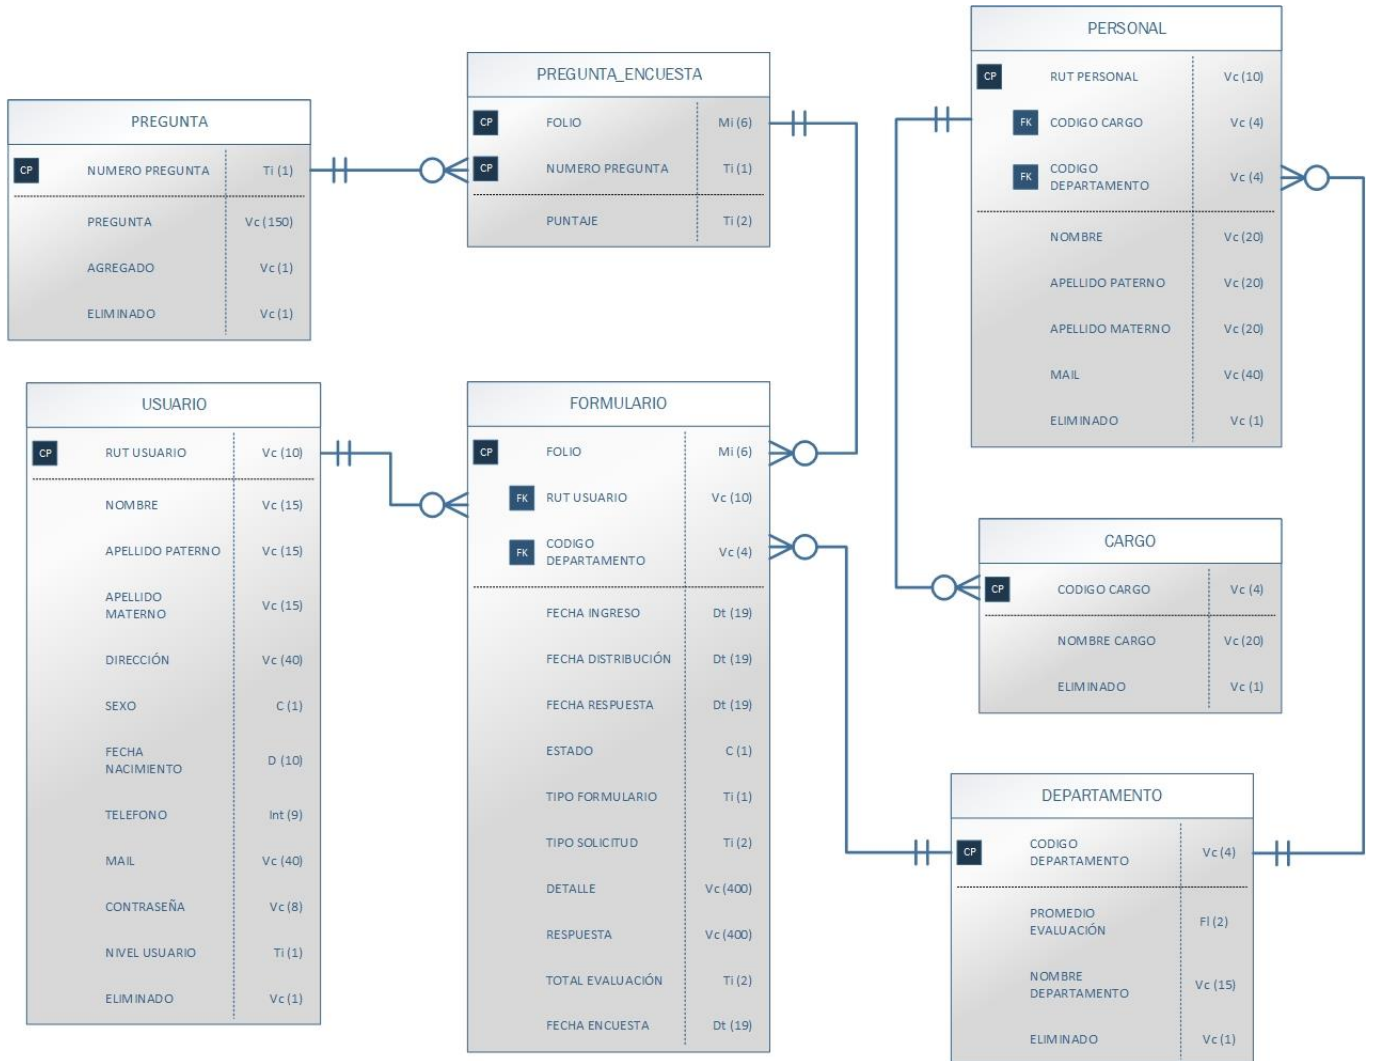 PREGUNTA
CP NUMERO PREGUNTA Ti (1)
PREGUNTA Vc (150)
AGREGADO Vc (1)
ELIMINADO Vc (1)
PREGUNTA_ENCUESTA
CP FOLIO Mi (6)
CP NUMERO PREGUNTA Ti (1)
PUNTAJE Ti (2)
PERSONAL
CP RUT PERSONAL Vc (10)
FK CODIGO CARGO Vc (4)
FK CODIGO
DEPARTAMENTO Vc (4)
NOMBRE Vc (20)
APELLIDO PATERNO Vc (20)
APELLIDO MATERNO Vc (20)
MAIL Vc (40)
ELIMINADO Vc (1)
USUARIO
CP RUT USUARIO Vc (10)
NOMBRE Vc (15)
APELLIDO PATERNO Vc (15)
APELLIDO
MATERNO Vc (15)
DIRECCIÓN Vc (40)
SEXO C (1)
FECHA
NACIMIENTO D (10)
TELEFONO Int (9)
MAIL Vc (40)
CONTRASEÑA Vc (8)
NIVEL USUARIO Ti (1)
ELIMINADO Vc (1)
FORMULARIO
CP FOLIO Mi (6)
FK RUT USUARIO Vc (10)
FK CODIGO
DEPARTAMENTO Vc (4)
FECHA INGRESO Dt (19)
FECHA DISTRIBUCIÓN Dt (19)
FECHA RESPUESTA Dt (19)
ESTADO C (1)
TIPO FORMULARIO Ti (1)
TIPO SOLICITUD Ti (2)
DETALLE Vc (400)
RESPUESTA Vc (400)
TOTAL EVALUACIÓN Ti (2)
FECHA ENCUESTA Dt (19)
CARGO
CP CODIGO CARGO Vc (4)
NOMBRE CARGO Vc (20)
ELIMINADO Vc (1)
DEPARTAMENTO
CP CODIGO
DEPARTAMENTO Vc (4)
PROMEDIO
EVALUACIÓN Fl (2)
NOMBRE
DEPARTAMENTO Vc (15)
ELIMINADO Vc (1)